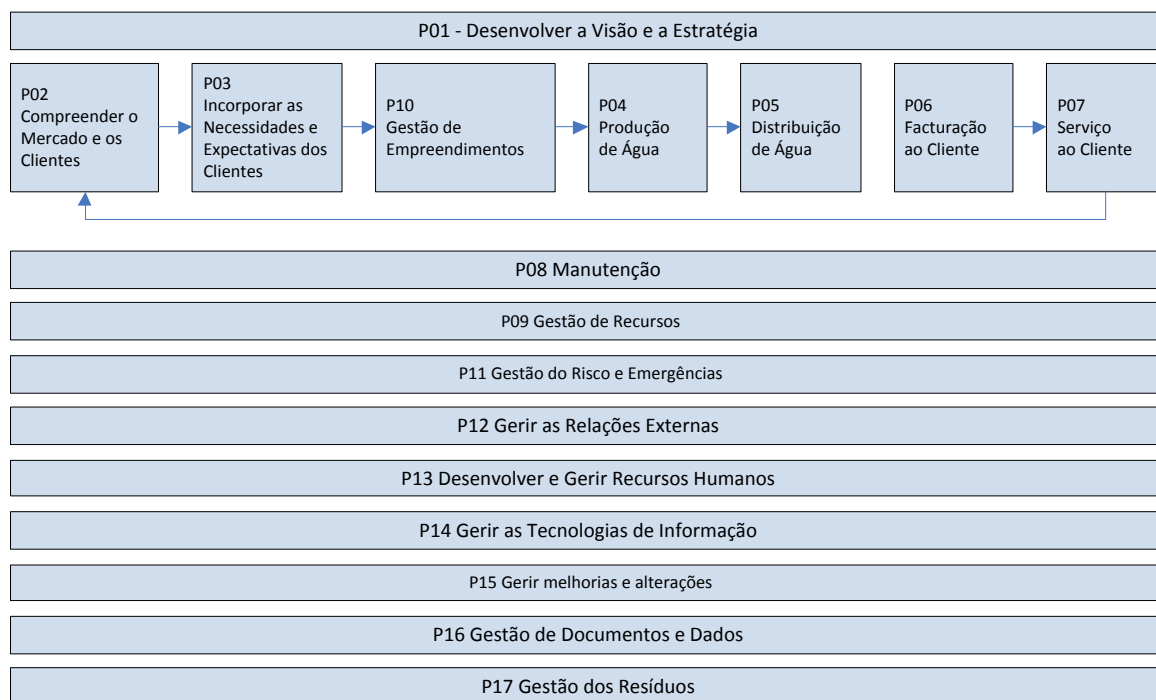 P01 - Desenvolver a Visão e a Estratégia
P02
Compreender o
Mercado e os
Clientes
P03
Incorporar as
Necessidades e
Expectativas dos
Clientes
P10
Gestão de
Empreendimentos
P04
Produção
de Água
P05
Distribuição
de Água
P06
Facturação
ao Cliente
P07
Serviço
ao Cliente
P08 Manutenção
P09 Gestão de Recursos
P11 Gestão do Risco e Emergências
P12 Gerir as Relações Externas
P13 Desenvolver e Gerir Recursos Humanos
P14 Gerir as Tecnologias de Informação
P15 Gerir melhorias e alterações
P16 Gestão de Documentos e Dados
P17 Gestão dos Resíduos